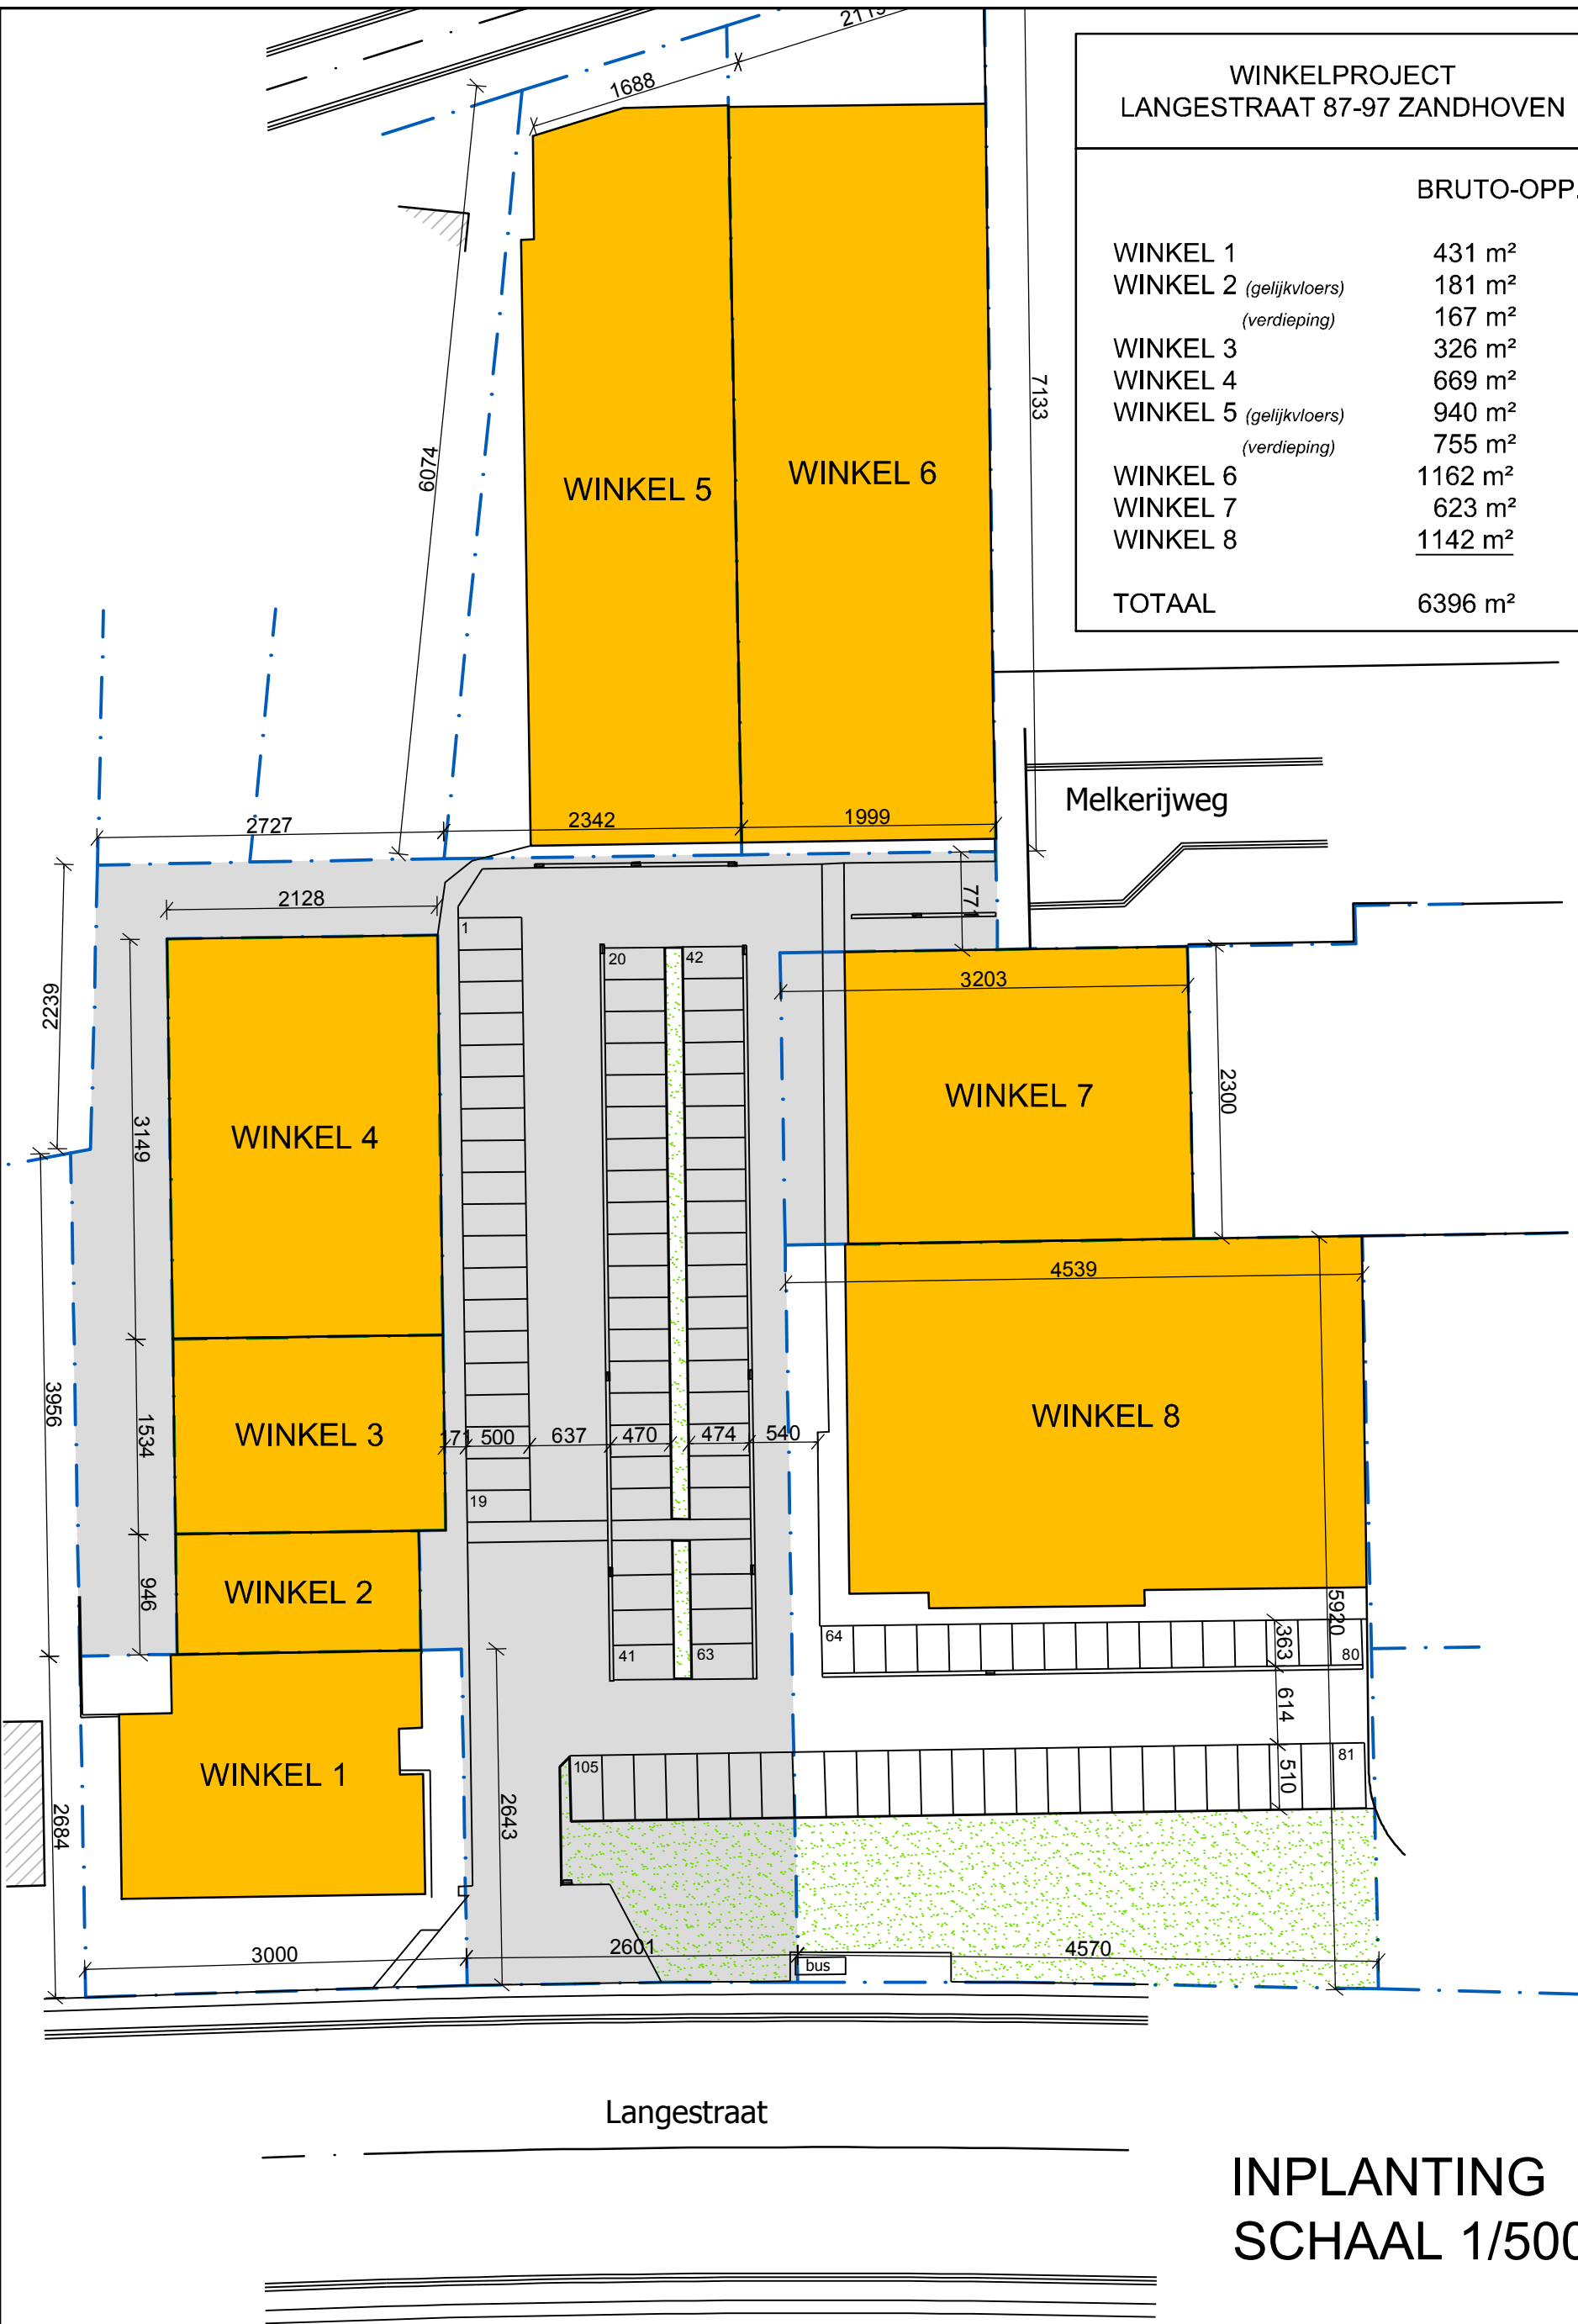 2115
1688
WINKELPROJECT
LANGESTRAAT 87-97 ZANDHOVEN
BRUTO-OPP.
WINKEL 1 431 m²
WINKEL 2 (gelijkvloers) 181 m²
(verdieping) 167 m²
WINKEL 3 326 m²
WINKEL 4 669 m²
WINKEL 5 (gelijkvloers) 940 m²
(verdieping) 755 m²
WINKEL 6 1162 m²
WINKEL 7 623 m²
WINKEL 8 1142 m²
TOTAAL 6396 m²
7133
6074
WINKEL 5
WINKEL 6
Melkerijweg
2727
2342
1999
771
2128
1
20
42
3203
2239
3149
WINKEL 4
WINKEL 7
2300
4539
3956
1534
WINKEL 3
171
500
637
470
474
540
WINKEL 8
19
946
WINKEL 2
5920
64
363
80
41
63
614
WINKEL 1
105
81
510
2643
2684
3000
2601
4570
bus
Langestraat
INPLANTING
SCHAAL 1/500